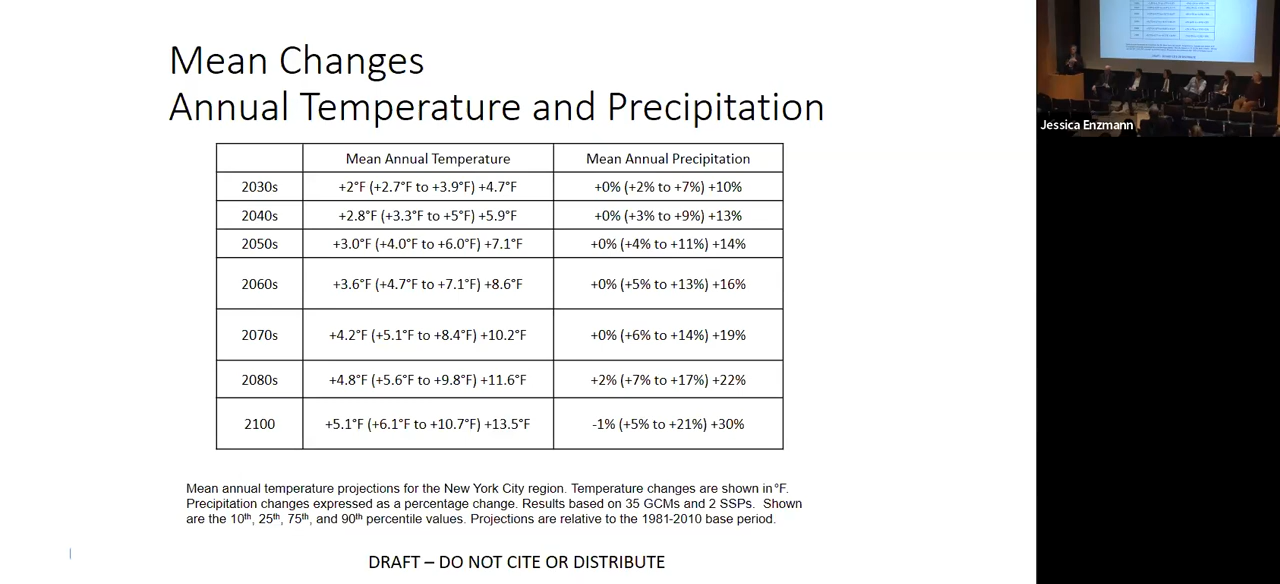 Mean Changes
Annual Temperature and Precipitation
Mean Annual Temperature Mean Annual Precipitation
2030s +2°F (+2.7°F to +3.9°F) +4.7°F +0% (+2% to +7%) +10%
2040s +2.8°F (+3.3°F to +5°F) +5.9°F +0% (+3% to +9%) +13%
2050s +3.0°F (+4.0°F to +6.0°F) +7.1°F +0% (+4% to +11%) +14%
2060s +3.6°F (+4.7°F to +7.1°F) +8.6°F +0% (+5% to +13%) +16%
2070s +4.2°F (+5.1°F to +8.4°F) +10.2°F +0% (+6% to +14%) +19%
2080s +4.8°F (+5.6°F to +9.8°F) +11.6°F +2% (+7% to +17%) +22%
2100 +5.1°F (+6.1°F to +10.7°F) +13.5°F -1% (+5% to +21%) +30%
Mean annual temperature projections for the New York City region. Temperature changes are shown in °F.
Precipitation changes expressed as a percentage change. Results based on 35 GCMs and 2 SSPs. Shown
are the 10th, 25th, 75th, and 90th percentile values. Projections are relative to the 1981-2010 base period.
DRAFT – DO NOT CITE OR DISTRIBUTE
Jessica Enzmann